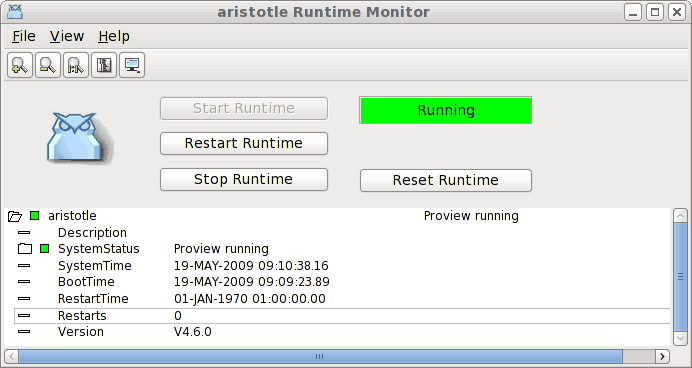 aristotle Runtime Monitor
File View Help
Start Runtime
Running
Restart Runtime
Stop Runtime
Reset Runtime
aristotle Proview running
Description
SystemStatus Proview running
SystemTime 19-MAY-2009 09:10:38.16
BootTime 19-MAY-2009 09:09:23.89
RestartTime 01-JAN-1970 01:00:00.00
Restarts 0
Version V4.6.0